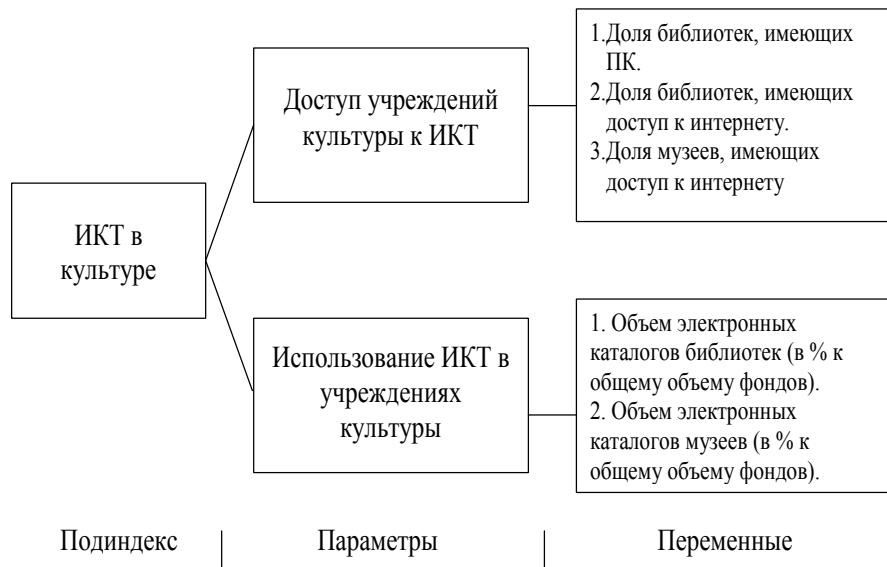 ИКТ в
культуре
Доступ учреждений
культуры к ИКТ
1.Доля библиотек, имеющих
ПК.
2.Доля библиотек, имеющих
доступ к интернету.
3.Доля музеев, имеющих
доступ к интернету
Использование ИКТ в
учреждениях
культуры
1. Объем электронных
каталогов библиотек (в % к
общему объему фондов).
2. Объем электронных
каталогов музеев (в % к
общему объему фондов).
Подиндекс
Параметры
Переменные